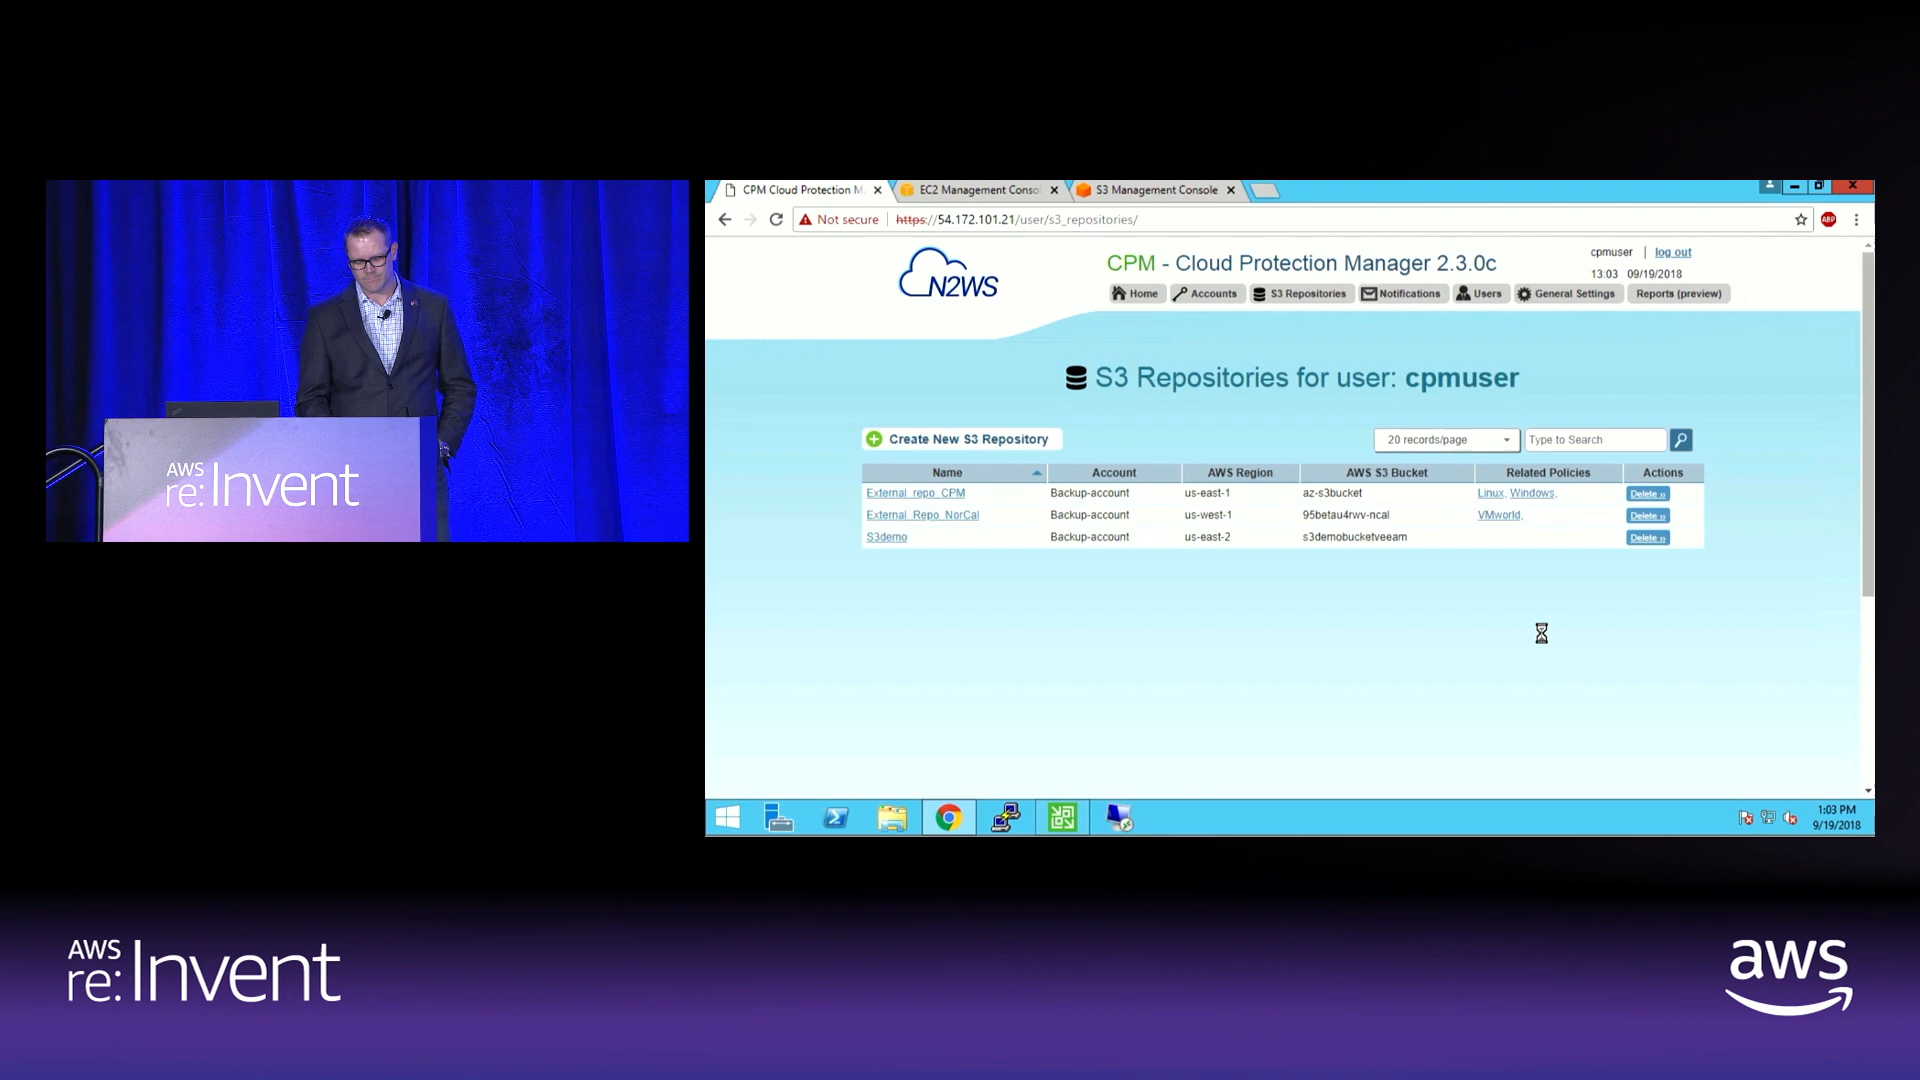 CPM Cloud Protection M
EC2 Management Conso
S3 Management Console
Not secure
https://54.172.101.21/user/s3_repositories/
ABP
N2WS
CPM - Cloud Protection Manager 2.3.0c
cpmuser | log out
13:03 09/19/2018
Home Accounts S3 Repositories Notifications Users General Settings Reports (preview)
S3 Repositories for user: cpmuser
Create New S3 Repository
20 records/page
Type to Search
Name Account AWS Region AWS S3 Bucket Related Policies Actions
External_repo_CPM Backup-account us-east-1 az-s3bucket Linux, Windows, Delete »
External_Repo_NorCal Backup-account us-west-1 95betau4rwv-ncal VMworld, Delete »
S3demo Backup-account us-east-2 s3demobucketveeam Delete »
1:03 PM
9/19/2018
AWS
re:Invent
AWS
re:Invent
aws